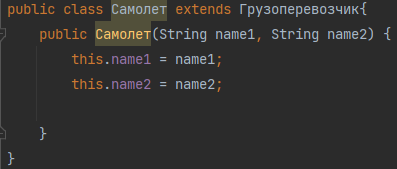 public class Самолет extends Грузоперевозчик{
public Самолет(String name1, String name2) {
this.name1 = name1;
this.name2 = name2;
}
}